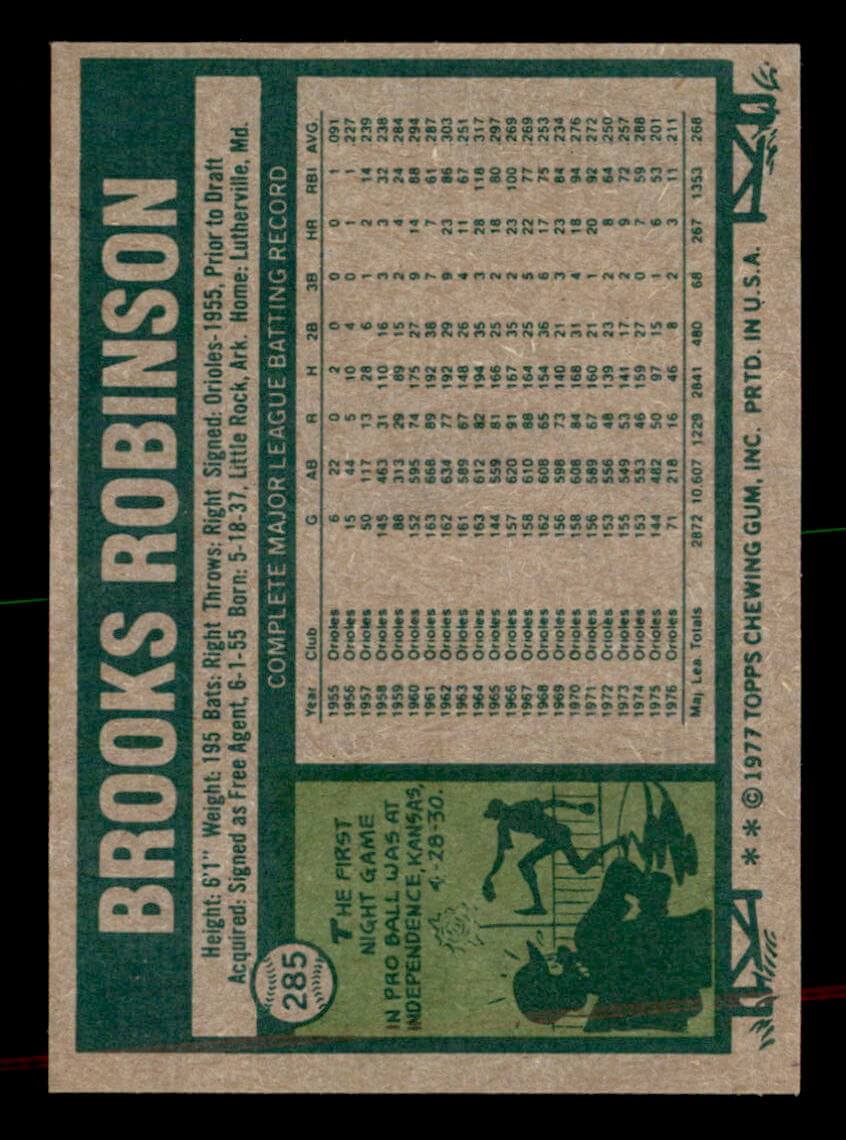 BROOKS ROBINSON
Height: 6'1" Weight: 195 Bats: Right Throws: Right Signed: Orioles-1955, Prior to Draft
Acquired: Signed as Free Agent, 6-1-55 Born: 5-18-37, Little Rock, Ark. Home: Lutherville, Md.
285
THE FIRST
NIGHT GAME
IN PRO BALL WAS AT
INDEPENDENCE, KANSAS,
4-28-30.
COMPLETE MAJOR LEAGUE BATTING RECORD
Year Club G AB R H 2B 3B HR RBI AVG.
1955 Orioles 6 22 0 2 0 0 0 1 .091
1956 Orioles 15 44 5 10 4 0 1 1 .227
1957 Orioles 50 117 13 28 6 1 2 14 .239
1958 Orioles 145 463 31 110 16 3 3 32 .238
1959 Orioles 88 313 29 89 15 2 4 24 .284
1960 Orioles 152 595 74 175 27 9 14 88 .294
1961 Orioles 163 668 89 192 38 7 7 61 .287
1962 Orioles 162 634 77 192 29 9 23 86 .303
1963 Orioles 161 589 67 148 26 4 11 67 .251
1964 Orioles 163 612 82 194 35 3 28 118 .317
1965 Orioles 144 559 81 166 25 2 18 80 .297
1966 Orioles 157 620 91 167 35 2 23 100 .269
1967 Orioles 158 610 88 164 25 5 22 77 .269
1968 Orioles 162 608 65 154 36 6 17 75 .253
1969 Orioles 156 598 73 140 21 3 23 84 .234
1970 Orioles 158 608 84 168 31 4 18 94 .276
1971 Orioles 156 589 67 160 21 1 20 92 .272
1972 Orioles 153 556 48 139 23 2 8 64 .250
1973 Orioles 155 549 53 141 17 2 9 72 .257
1974 Orioles 153 553 46 159 27 0 7 59 .288
1975 Orioles 144 482 50 97 15 1 6 53 .201
1976 Orioles 71 218 16 46 8 2 3 11 .211
Maj. Lea. Totals 2872 10,607 1229 2841 480 68 267 1353 .268
** © 1977 TOPPS CHEWING GUM, INC. PRTD. IN U.S.A.